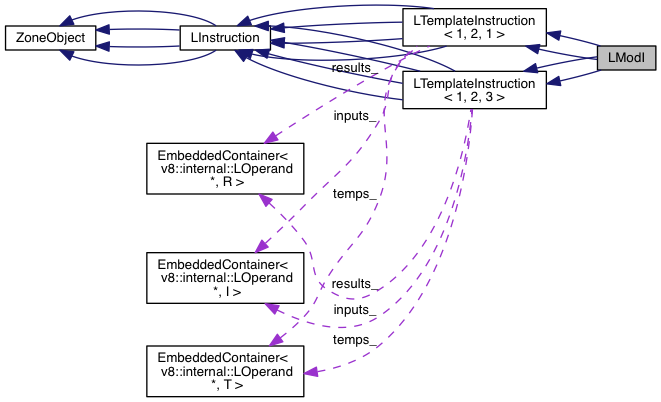 LTemplateInstruction
< 1, 2, 1 >
ZoneObject
LInstruction
LModI
results_
LTemplateInstruction
< 1, 2, 3 >
inputs_
EmbeddedContainer<
v8::internal::LOperand
*, R >
temps_
EmbeddedContainer<
v8::internal::LOperand
*, I >
results_
inputs_
temps_
EmbeddedContainer<
v8::internal::LOperand
*, T >